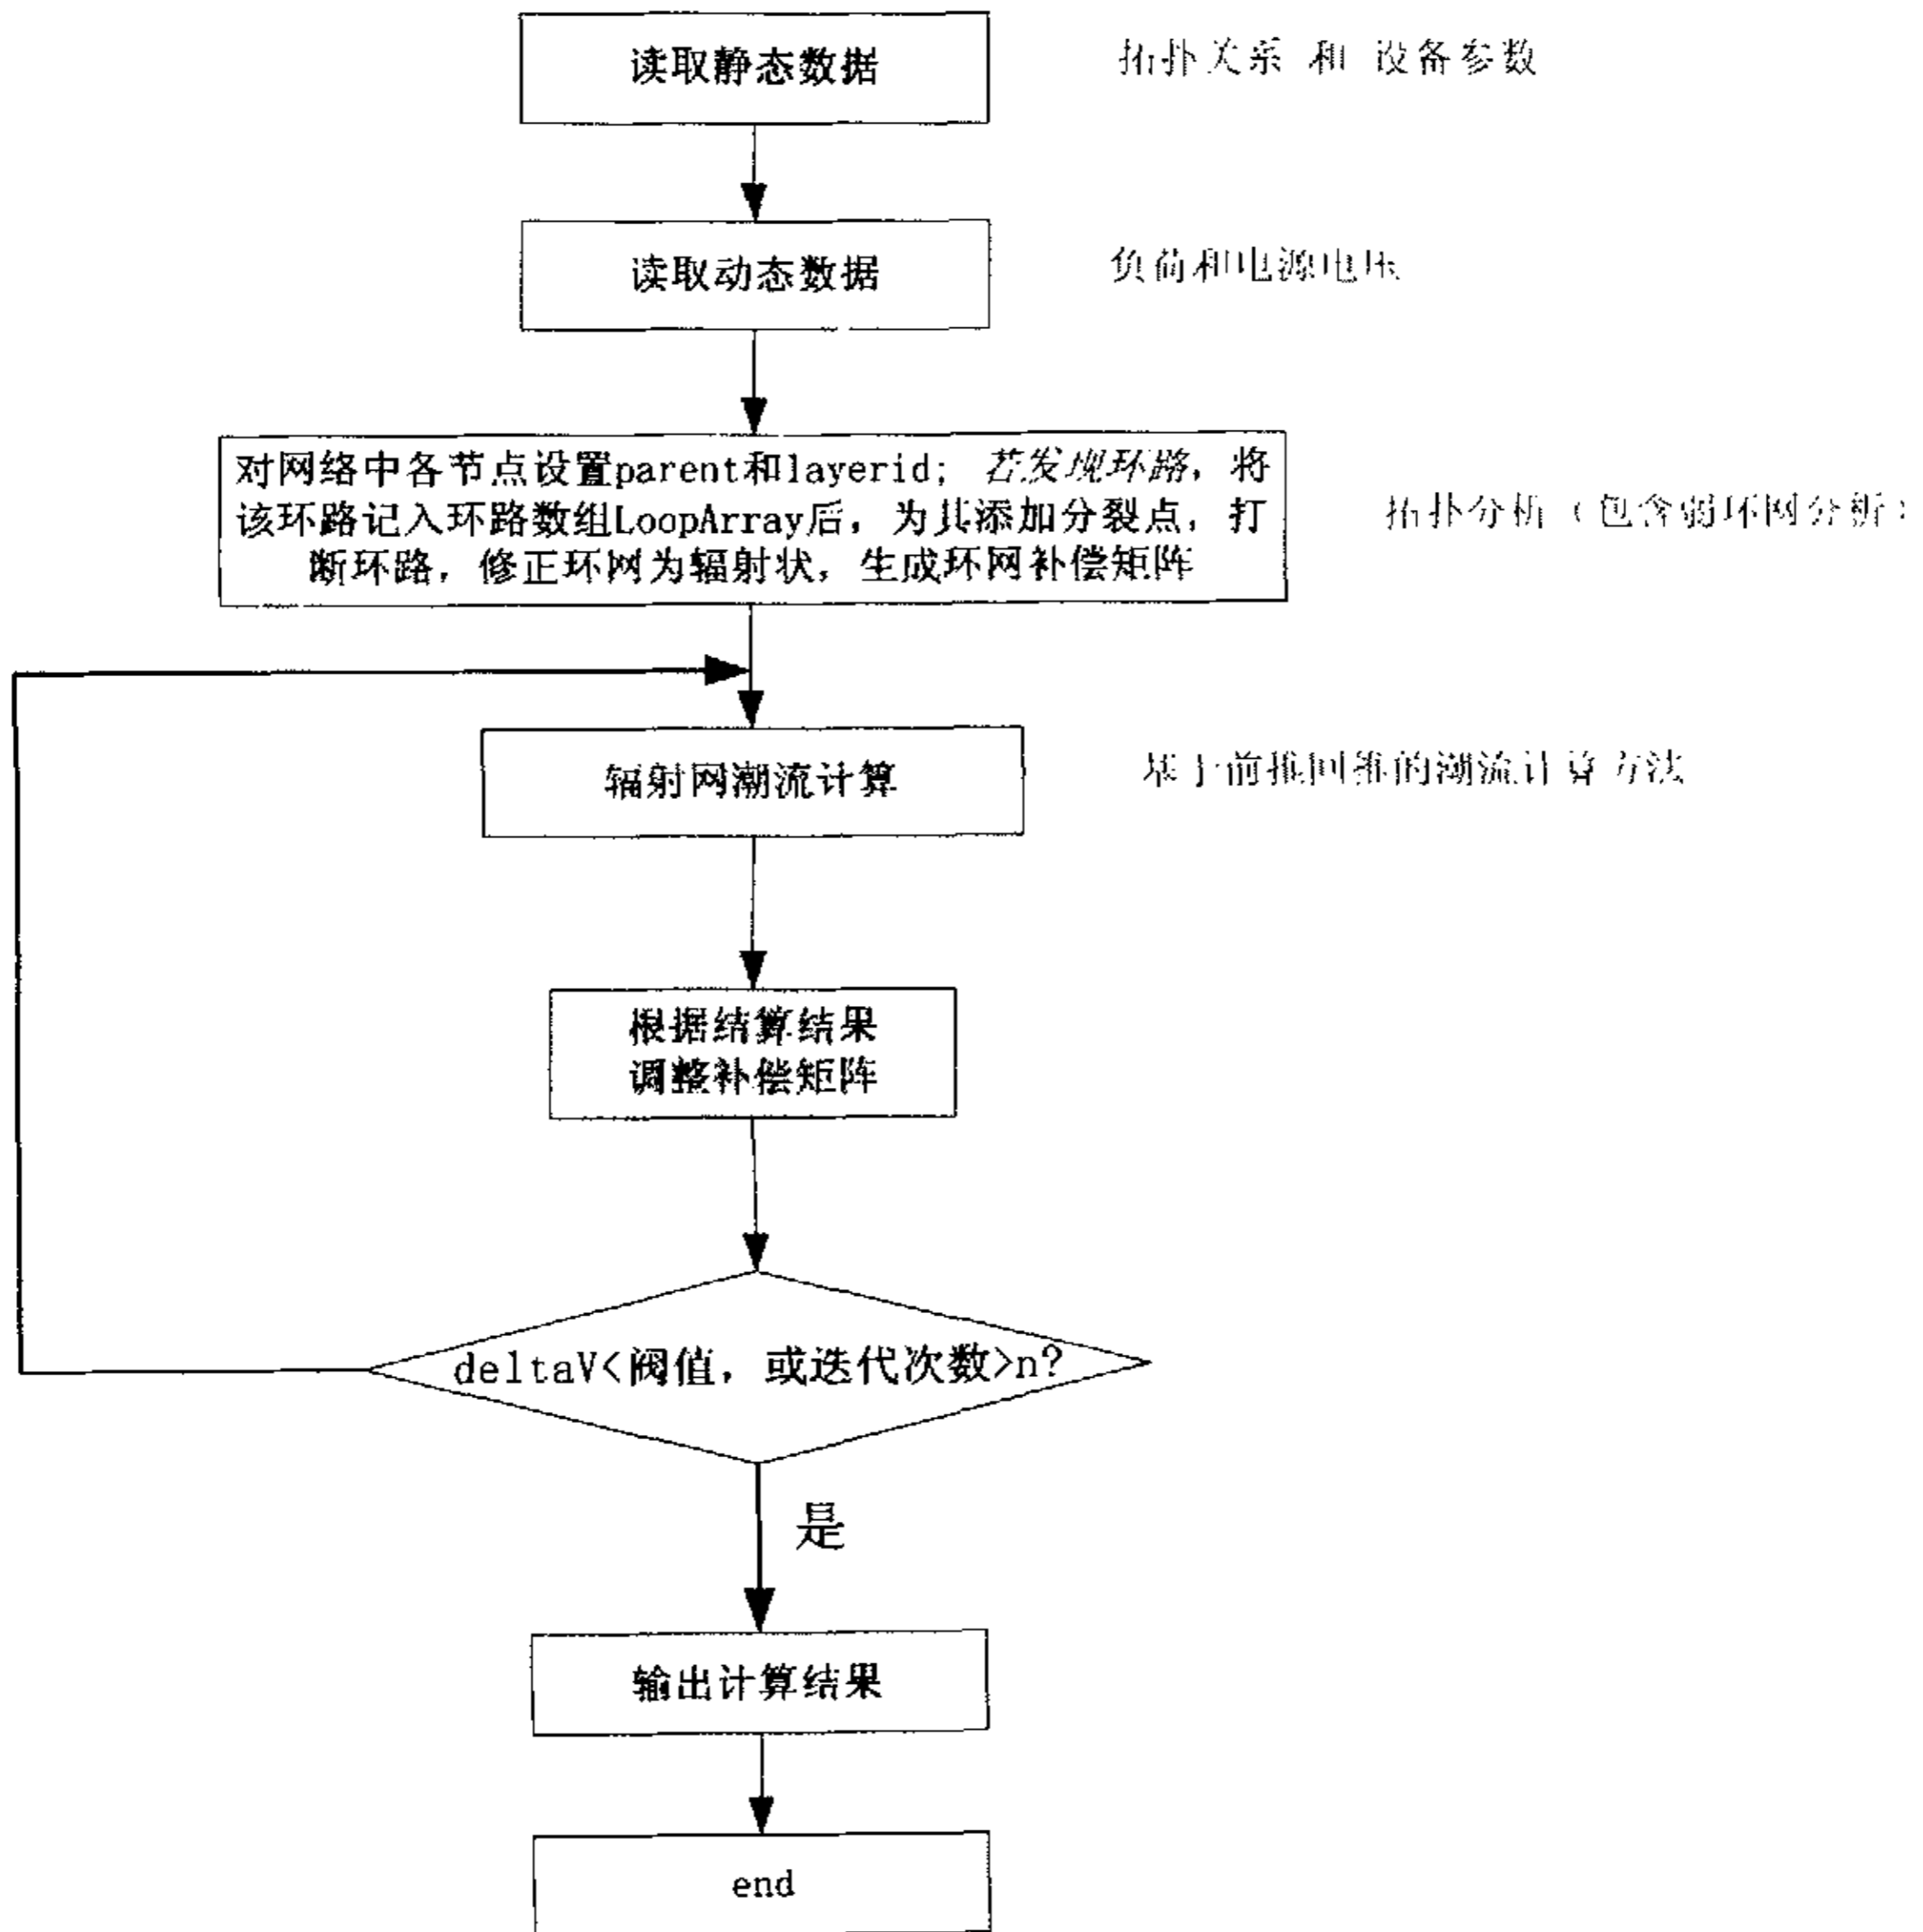 读取静态数据
拓扑关系 和 设备参数
读取动态数据
负荷和电源电压
对网络中各节点设置parent和layerid; 若发现环路，将
该环路记入环路数组LoopArray后，为其添加分裂点，打
断环路，修正环网为辐射状，生成环网补偿矩阵
拓扑分析（包含弱环网分析）
辐射网潮流计算
基于前推回推的潮流计算方法
根据结算结果
调整补偿矩阵
deltaV<阀值，或迭代次数>n?
是
输出计算结果
end